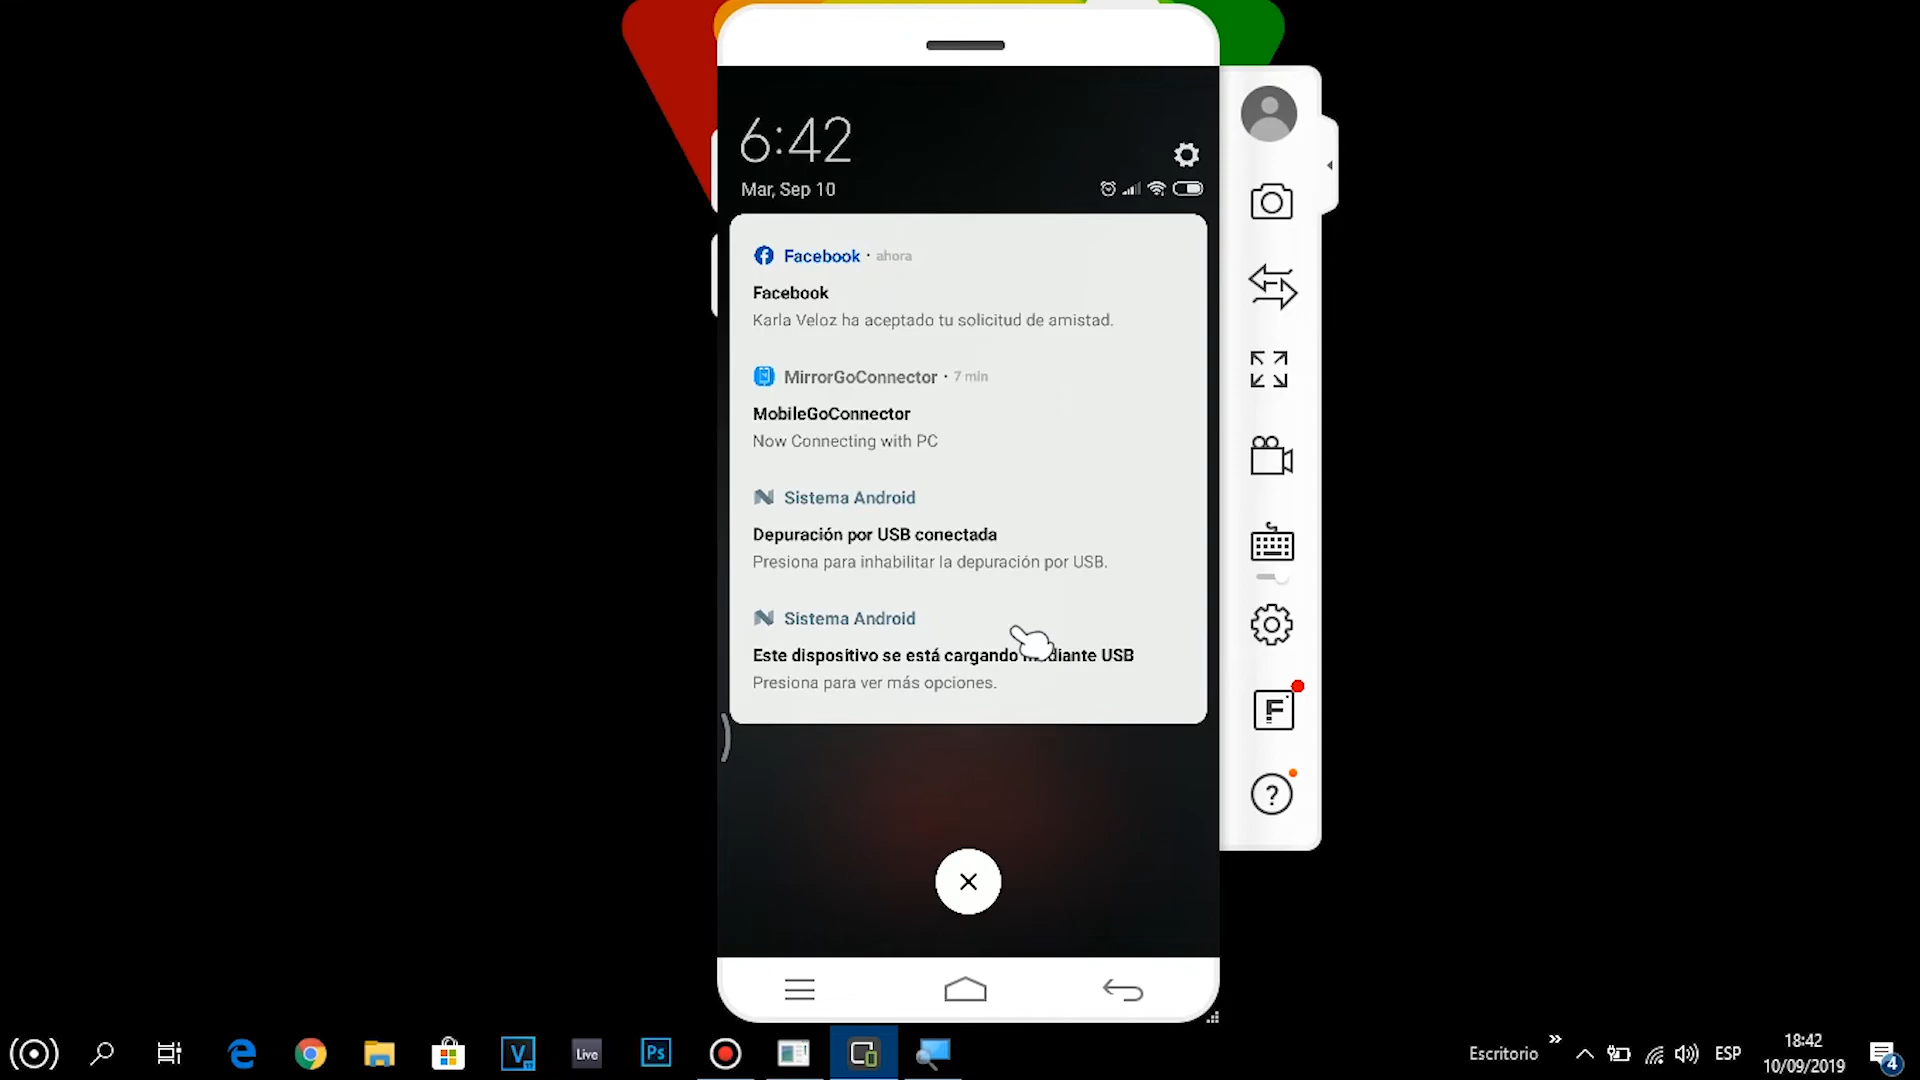 6:42
Mar, Sep 10
Facebook · ahora
Facebook
Karla Veloz ha aceptado tu solicitud de amistad.
MirrorGoConnector · 7 min
MobileGoConnector
Now Connecting with PC
Sistema Android
Depuración por USB conectada
Presiona para inhabilitar la depuración por USB.
Sistema Android
Este dispositivo se está cargando mediante USB
Presiona para ver más opciones.
F
?
V
Live
Ps
Escritorio
ESP
18:42
10/09/2019
4